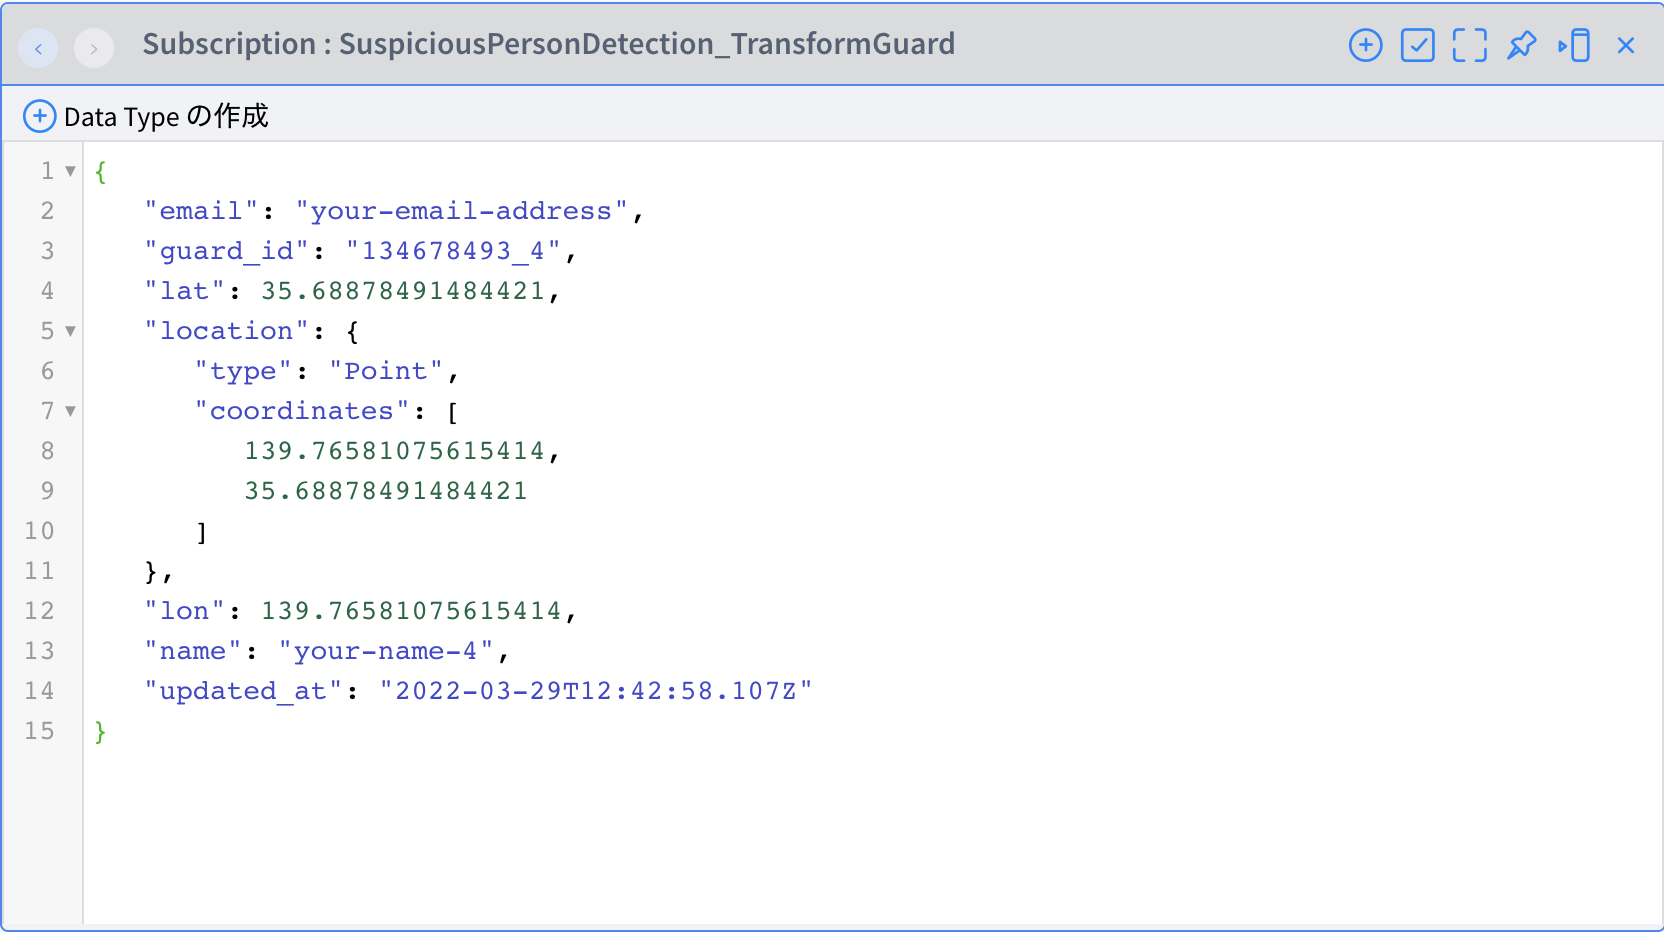 Subscription : SuspiciousPersonDetection_TransformGuard
Data Type の作成
1 {
2 "email": "your-email-address",
3 "guard_id": "134678493_4",
4 "lat": 35.68878491484421,
5 "location": {
6 "type": "Point",
7 "coordinates": [
8 139.76581075615414,
9 35.68878491484421
10 ]
11 },
12 "lon": 139.76581075615414,
13 "name": "your-name-4",
14 "updated_at": "2022-03-29T12:42:58.107Z"
15 }